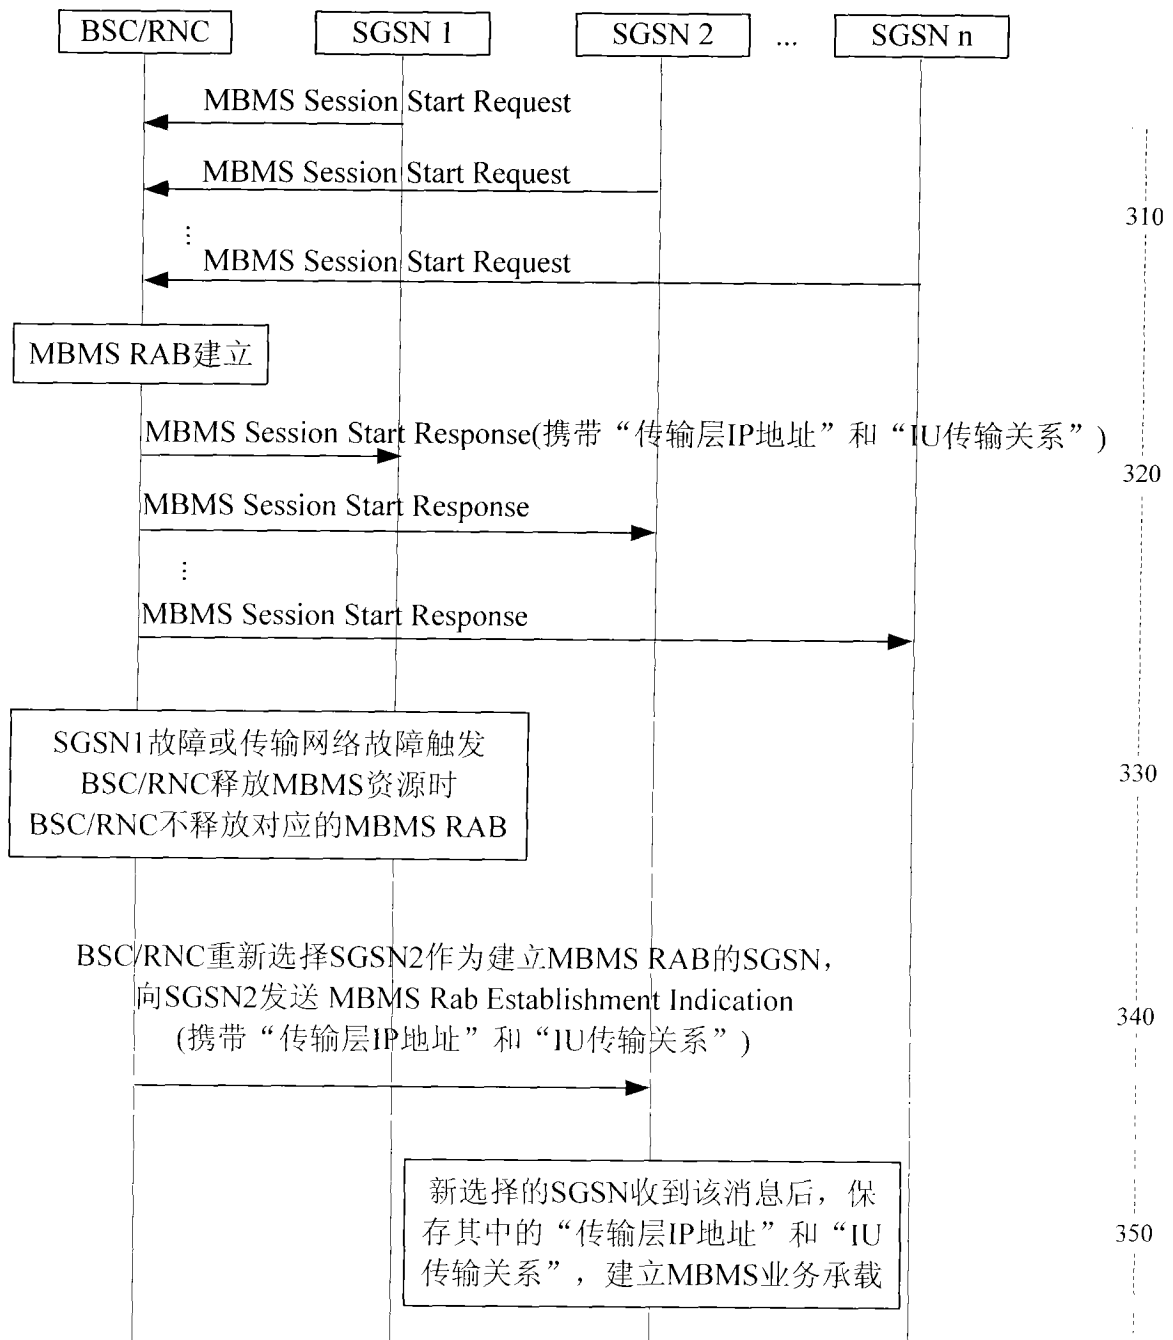 BSC/RNC SGSN 1 SGSN 2 ... SGSN n
MBMS Session Start Request
MBMS Session Start Request
310
...
MBMS Session Start Request
MBMS RAB建立
MBMS Session Start Response(携带“传输层IP地址”和“IU传输关系”)
320
MBMS Session Start Response
...
MBMS Session Start Response
SGSN1故障或传输网络故障触发
BSC/RNC释放MBMS资源时
BSC/RNC不释放对应的MBMS RAB
330
BSC/RNC重新选择SGSN2作为建立MBMS RAB的SGSN，
向SGSN2发送 MBMS Rab Establishment Indication
(携带“传输层IP地址”和“IU传输关系”)
340
新选择的SGSN收到该消息后，保
存其中的“传输层IP地址”和“IU
传输关系”，建立MBMS业务承载
350